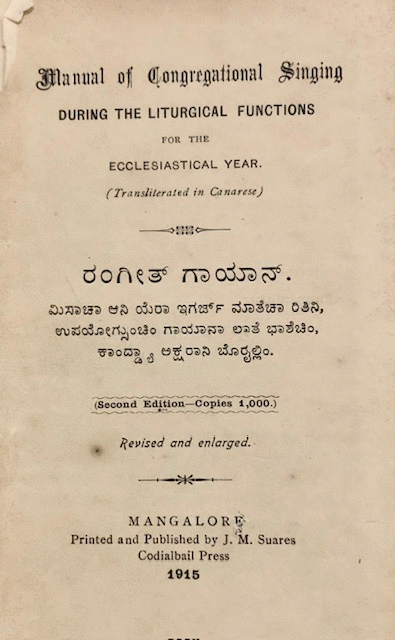 Manual of Congregational Singing
DURING THE LITURGICAL FUNCTIONS
FOR THE
ECCLESIASTICAL YEAR.
(Transliterated in Canarese)
ರಂಗೀತ್ ಗಾಯಾನ್.
ಮಿಸಾಚಾ ಆನಿ ಯೆರಾ ಇಗರ್ಜ್ ಮಾತೆಚಾ ರಿತಿನಿ,
ಉಪಯೋಗ್ಸುಂಚಿಂ ಗಾಯಾನಾ ಲಾತೆ ಭಾಶೆಚಿಂ,
ಅಕ್ಷರಾನಿ ಬೊರೈಲ್ಲಿಂ.
(Second Edition—Copies 1,000.)
Revised and enlarged.
MANGALORE
Printed and Published by J. M. Suares
Codialbail Press
1915